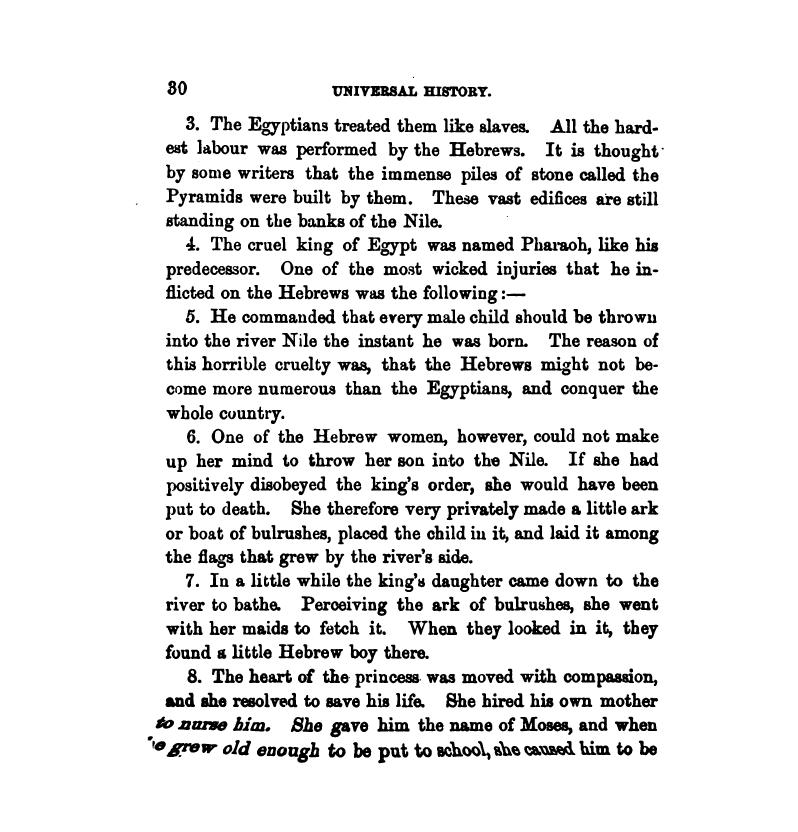 30 UNIVERSAL HISTORY.
3. The Egyptians treated them like slaves. All the hard-
est labour was performed by the Hebrews. It is thought
by some writers that the immense piles of stone called the
Pyramids were built by them. These vast edifices are still
standing on the banks of the Nile.
4. The cruel king of Egypt was named Pharaoh, like his
predecessor. One of the most wicked injuries that he in-
flicted on the Hebrews was the following:—
5. He commanded that every male child should be thrown
into the river Nile the instant he was born. The reason of
this horrible cruelty was, that the Hebrews might not be-
come more numerous than the Egyptians, and conquer the
whole country.
6. One of the Hebrew women, however, could not make
up her mind to throw her son into the Nile. If she had
positively disobeyed the king's order, she would have been
put to death. She therefore very privately made a little ark
or boat of bulrushes, placed the child in it, and laid it among
the flags that grew by the river's side.
7. In a little while the king's daughter came down to the
river to bathe. Perceiving the ark of bulrushes, she went
with her maids to fetch it. When they looked in it, they
found a little Hebrew boy there.
8. The heart of the princess was moved with compassion,
and she resolved to save his life. She hired his own mother
to nurse him. She gave him the name of Moses, and when
grew old enough to be put to school, she caused him to be